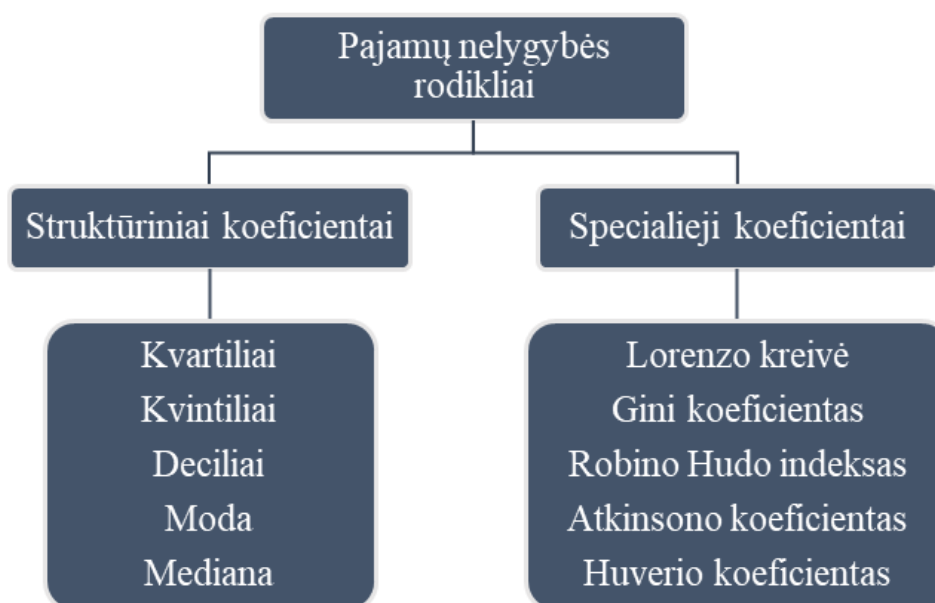 Pajamų nelygybės
rodikliai
Struktūriniai koeficientai
Specialieji koeficientai
Kvartiliai
Kvintiliai
Deciliai
Moda
Mediana
Lorenzo kreivė
Gini koeficientas
Robino Hudo indeksas
Atkinsono koeficientas
Huverio koeficientas